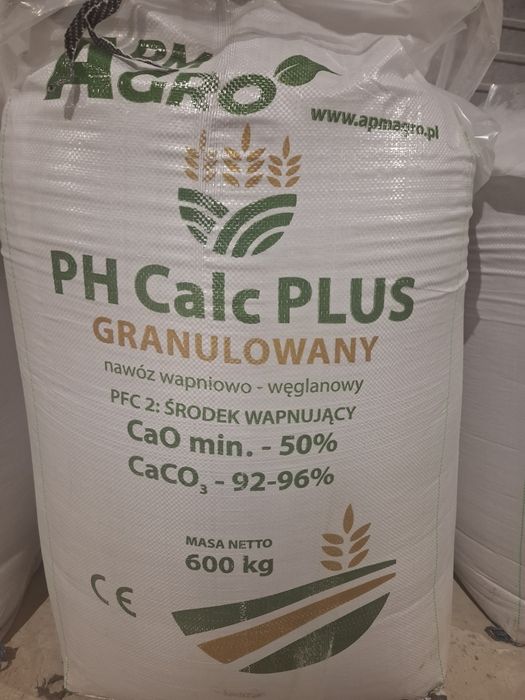 APM
AGRO
www.apmagro.pl
PH Calc PLUS
GRANULOWANY
nawóz wapniowo - węglanowy
PFC 2: ŚRODEK WAPNUJĄCY
CaO min. - 50%
CaCO₃ - 92-96%
MASA NETTO
600 kg
CE